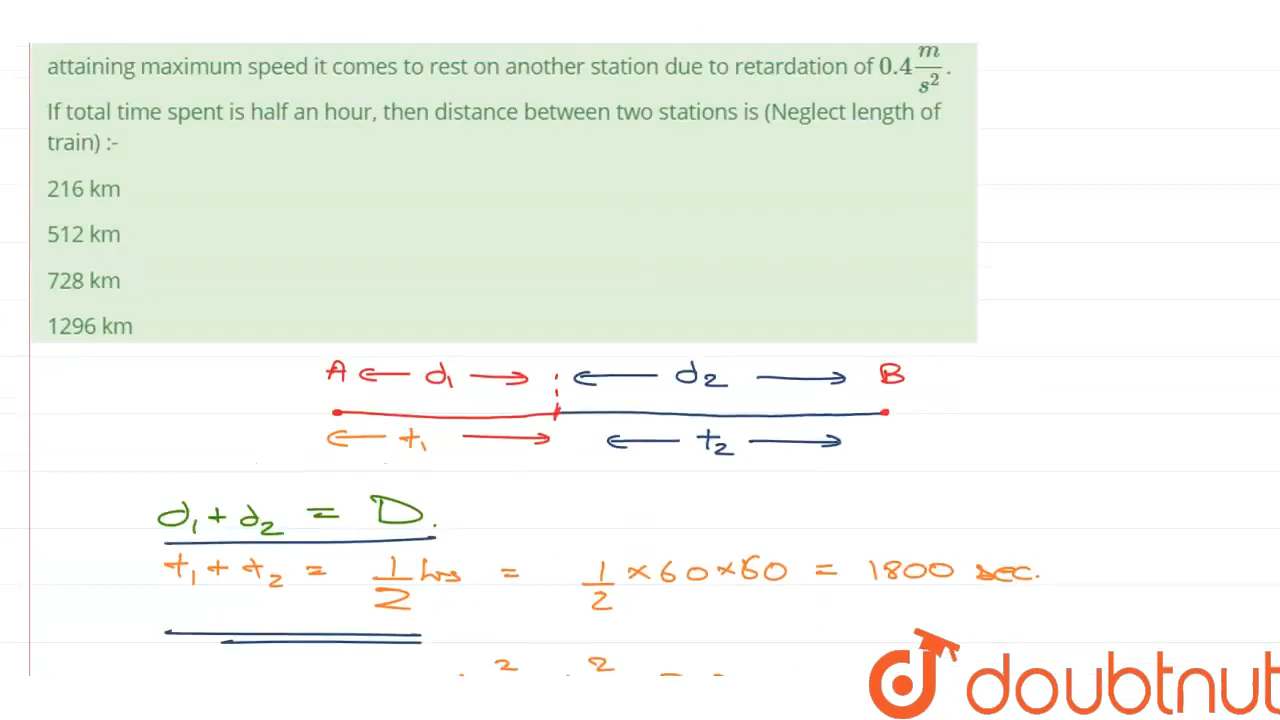 attaining maximum speed it comes to rest on another station due to retardation of 0.4 m/s².
If total time spent is half an hour, then distance between two stations is (Neglect length of
train) :-
216 km
512 km
728 km
1296 km
A ← d₁ → ← d₂ → B
← t₁ → ← t₂ →
d₁ + d₂ = D.
t₁ + t₂ = 1/2 hrs = 1/2 × 60 × 60 = 1800 sec.
doubtnut